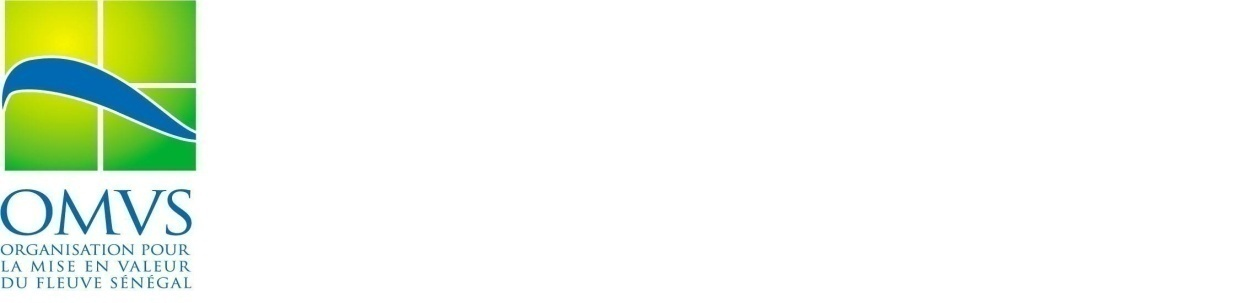 OMVS
ORGANISATION POUR
LA MISE EN VALEUR
DU FLEUVE SÉNÉGAL